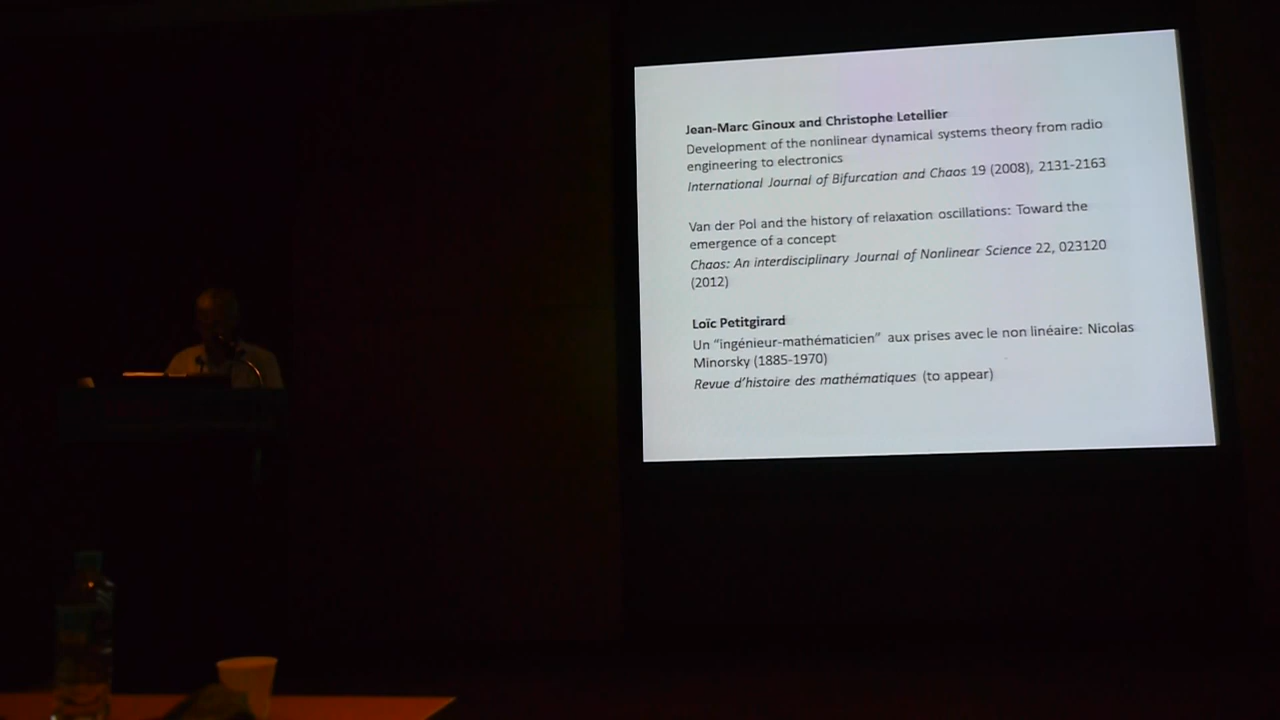 Jean-Marc Ginoux and Christophe Letellier
Development of the nonlinear dynamical systems theory from radio
engineering to electronics
International Journal of Bifurcation and Chaos 19 (2008), 2131-2163
Van der Pol and the history of relaxation oscillations: Toward the
emergence of a concept
Chaos: An interdisciplinary Journal of Nonlinear Science 22, 023120
(2012)
Loïc Petitgirard
Un “ingénieur-mathématicien” aux prises avec le non linéaire: Nicolas
Minorsky (1885-1970)
Revue d’histoire des mathématiques (to appear)